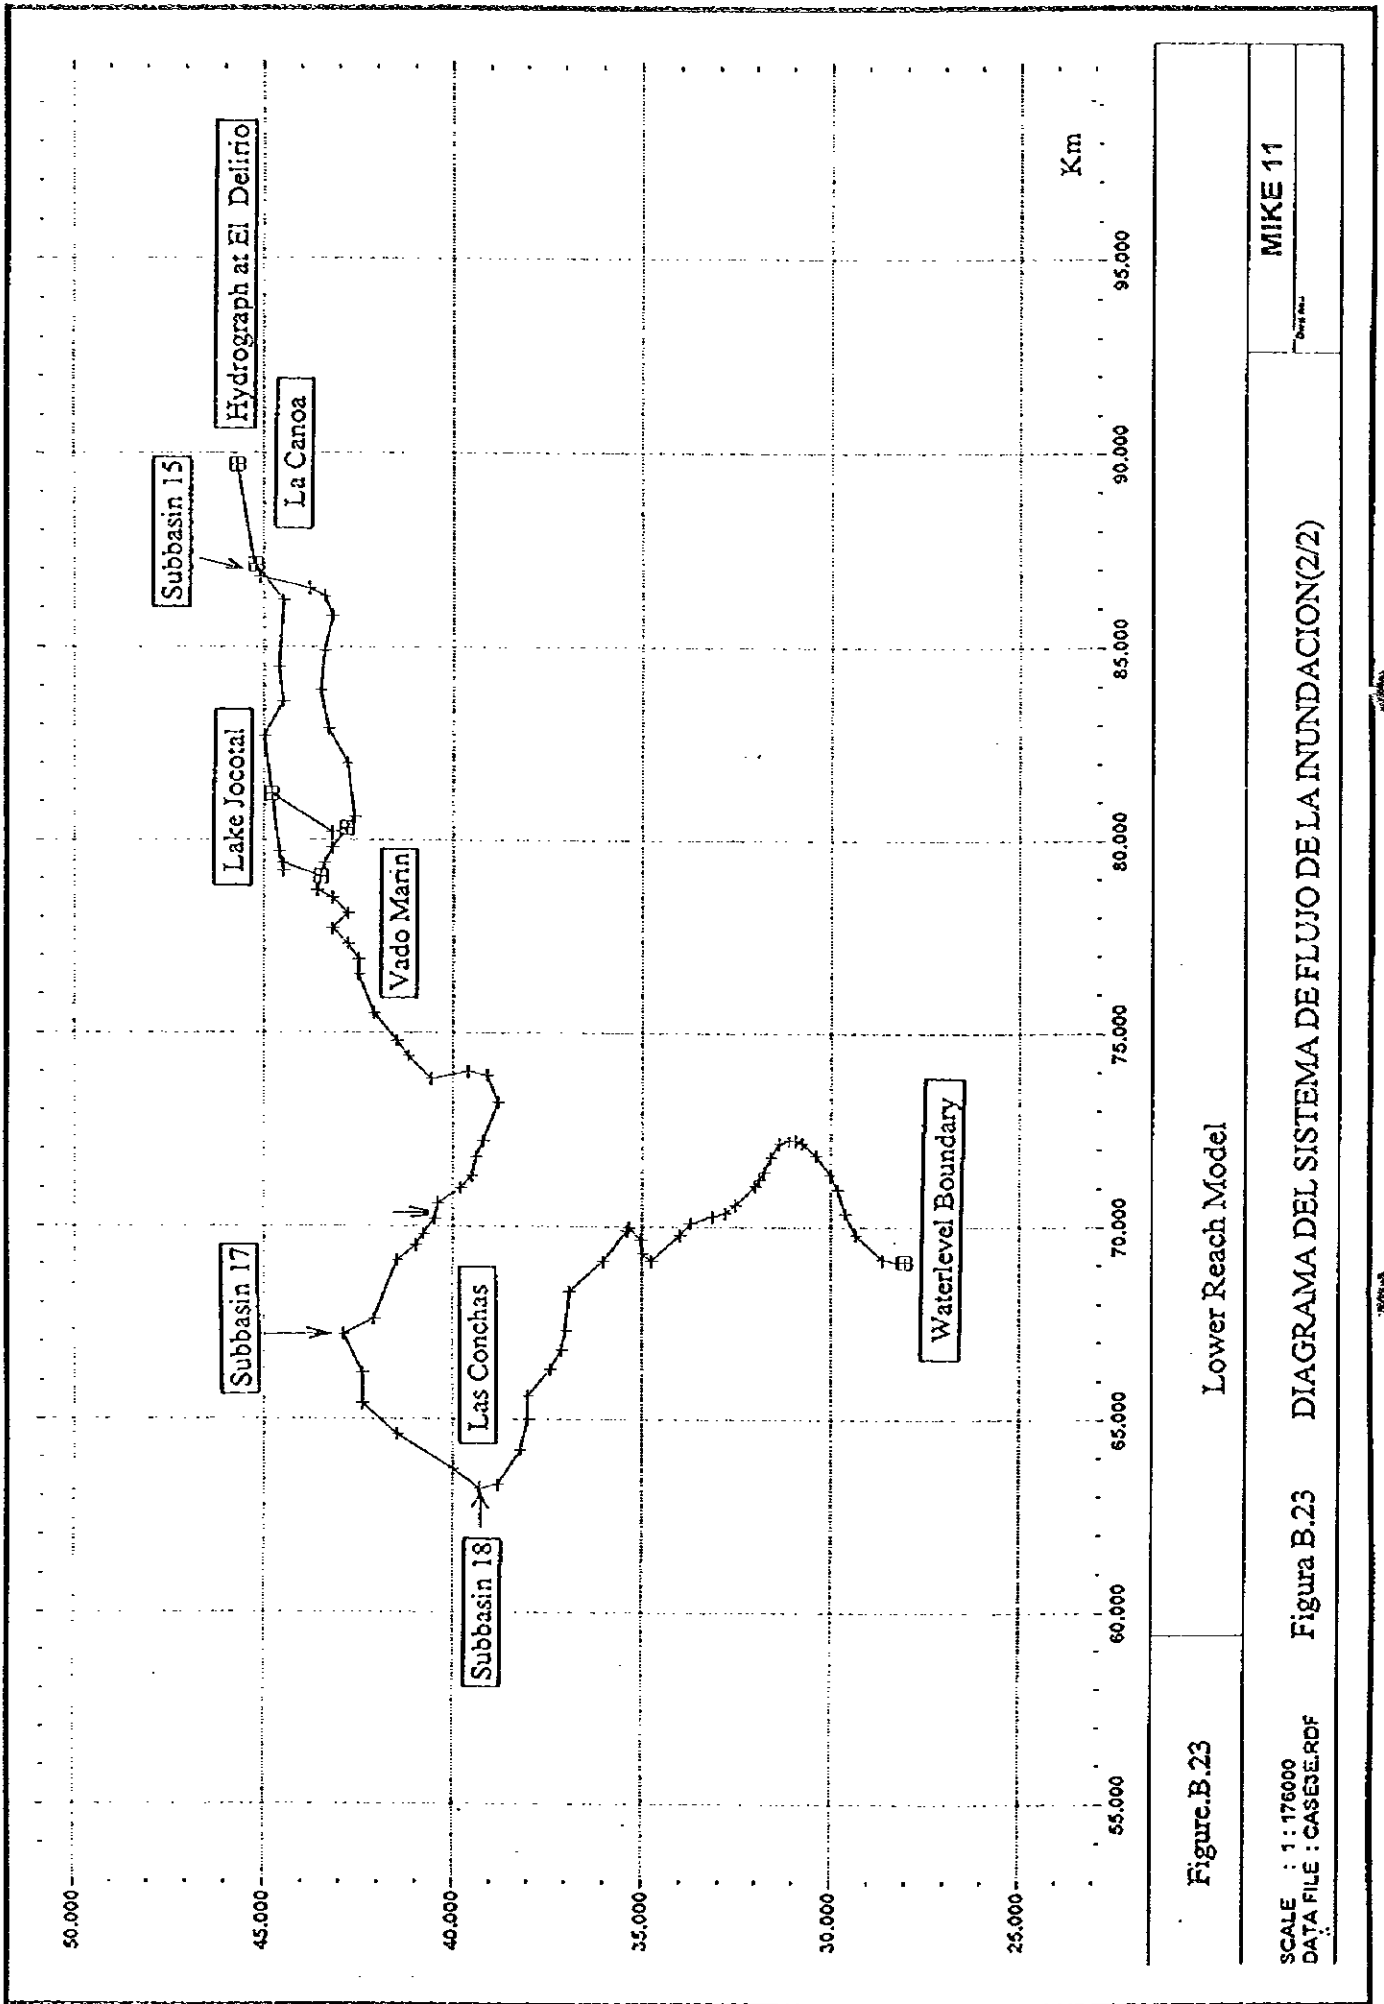 50.000
45.000
40.000
35.000
30.000
25.000
55.000
60.000
65.000
70.000
75.000
80.000
85.000
90.000
95.000
Km
Hydrograph at El Delirio
La Canoa
Subbasin 15
Lake Jocotal
Vado Marin
Subbasin 17
Las Conchas
Subbasin 18
Waterlevel Boundary
Figure.B.23
Lower Reach Model
SCALE : 1 : 176000
DATA FILE : CASE3E.RDF
Figura B.23 DIAGRAMA DEL SISTEMA DE FLUJO DE LA INUNDACION(2/2)
MIKE 11